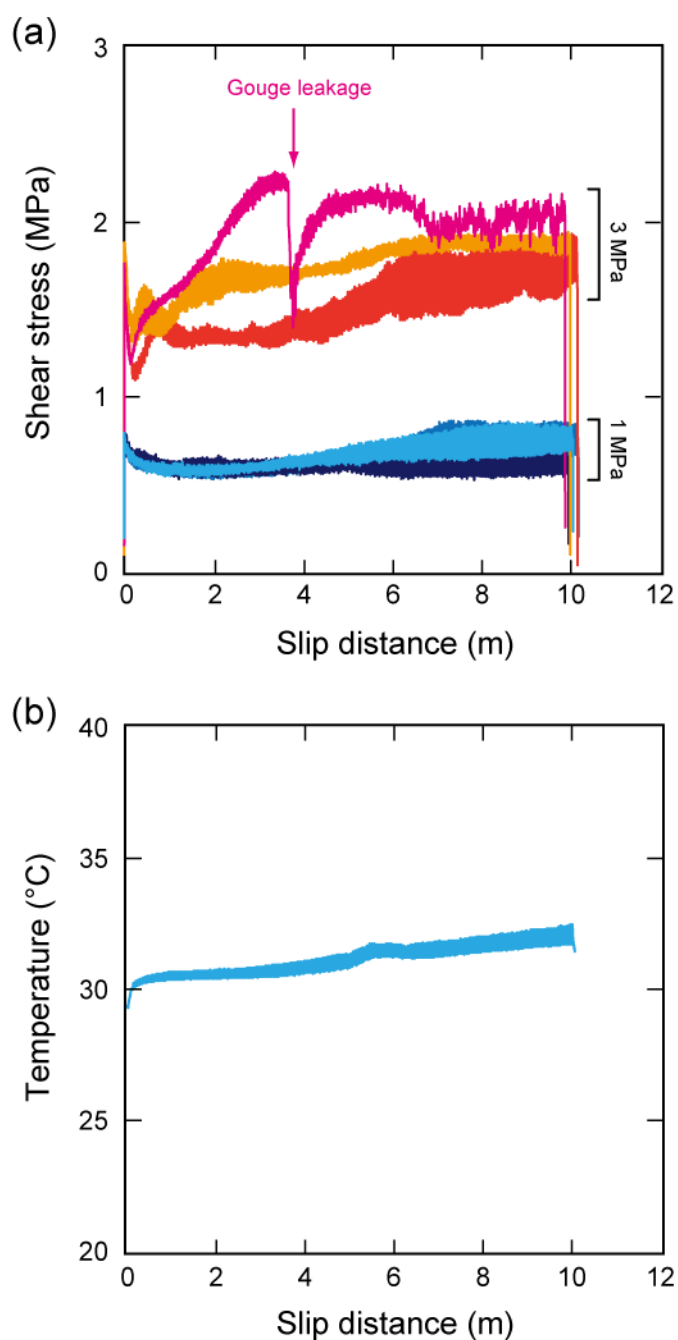 (a)
3
2
1
0
Shear stress (MPa)
Gouge leakage
3 MPa
1 MPa
0 2 4 6 8 10 12
Slip distance (m)
(b)
40
35
30
25
20
Temperature (°C)
0 2 4 6 8 10 12
Slip distance (m)